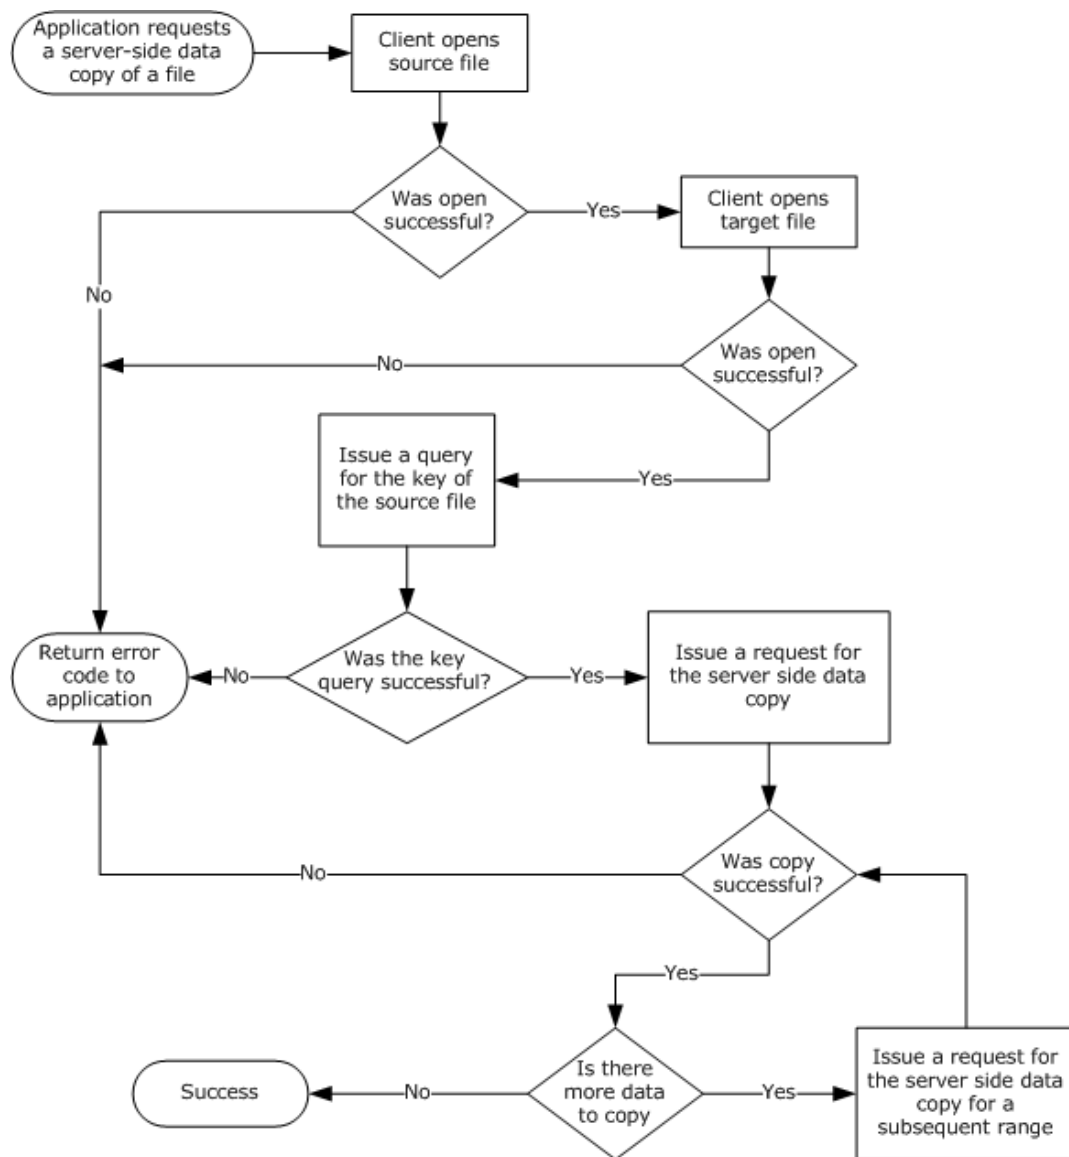 Application requests
a server-side data
copy of a file
Client opens
source file
Was open
successful?
Yes
Client opens
target file
No
Was open
successful?
No
Issue a query
for the key of
the source file
Yes
Return error
code to
application
No
Was the key
query successful?
Yes
Issue a request for
the server side data
copy
No
Was copy
successful?
Yes
Success
No
Is there
more data
to copy
Yes
Issue a request for
the server side data
copy for a
subsequent range